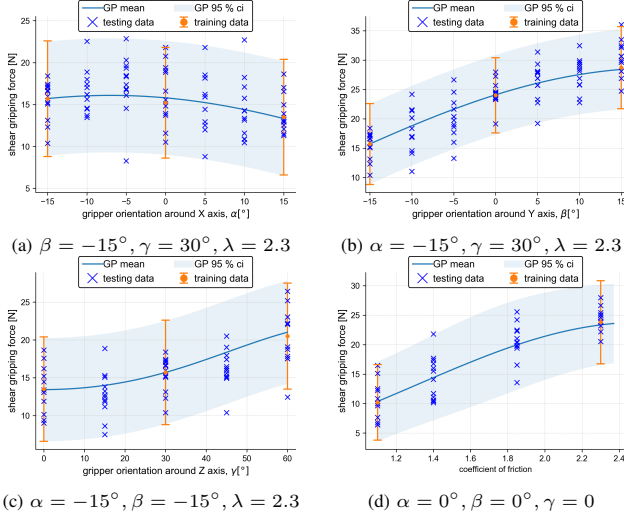 GP mean GP 95 % ci
testing data training data
shear gripping force [N]
25
20
15
10
5
−15 −10 −5 0 5 10 15
gripper orientation around X axis, α[°]
(a) β = −15°, γ = 30°, λ = 2.3
GP mean GP 95 % ci
testing data training data
shear gripping force [N]
35
30
25
20
15
10
−15 −10 −5 0 5 10 15
gripper orientation around Y axis, β[°]
(b) α = −15°, γ = 30°, λ = 2.3
GP mean GP 95 % ci
testing data training data
shear gripping force [N]
25
20
15
10
0 10 20 30 40 50 60
gripper orientation around Z axis, γ[°]
(c) α = −15°, β = −15°, λ = 2.3
GP mean GP 95 % ci
testing data training data
shear gripping force [N]
30
25
20
15
10
5
1.2 1.4 1.6 1.8 2.0 2.2 2.4
coefficient of friction
(d) α = 0°, β = 0°, γ = 0